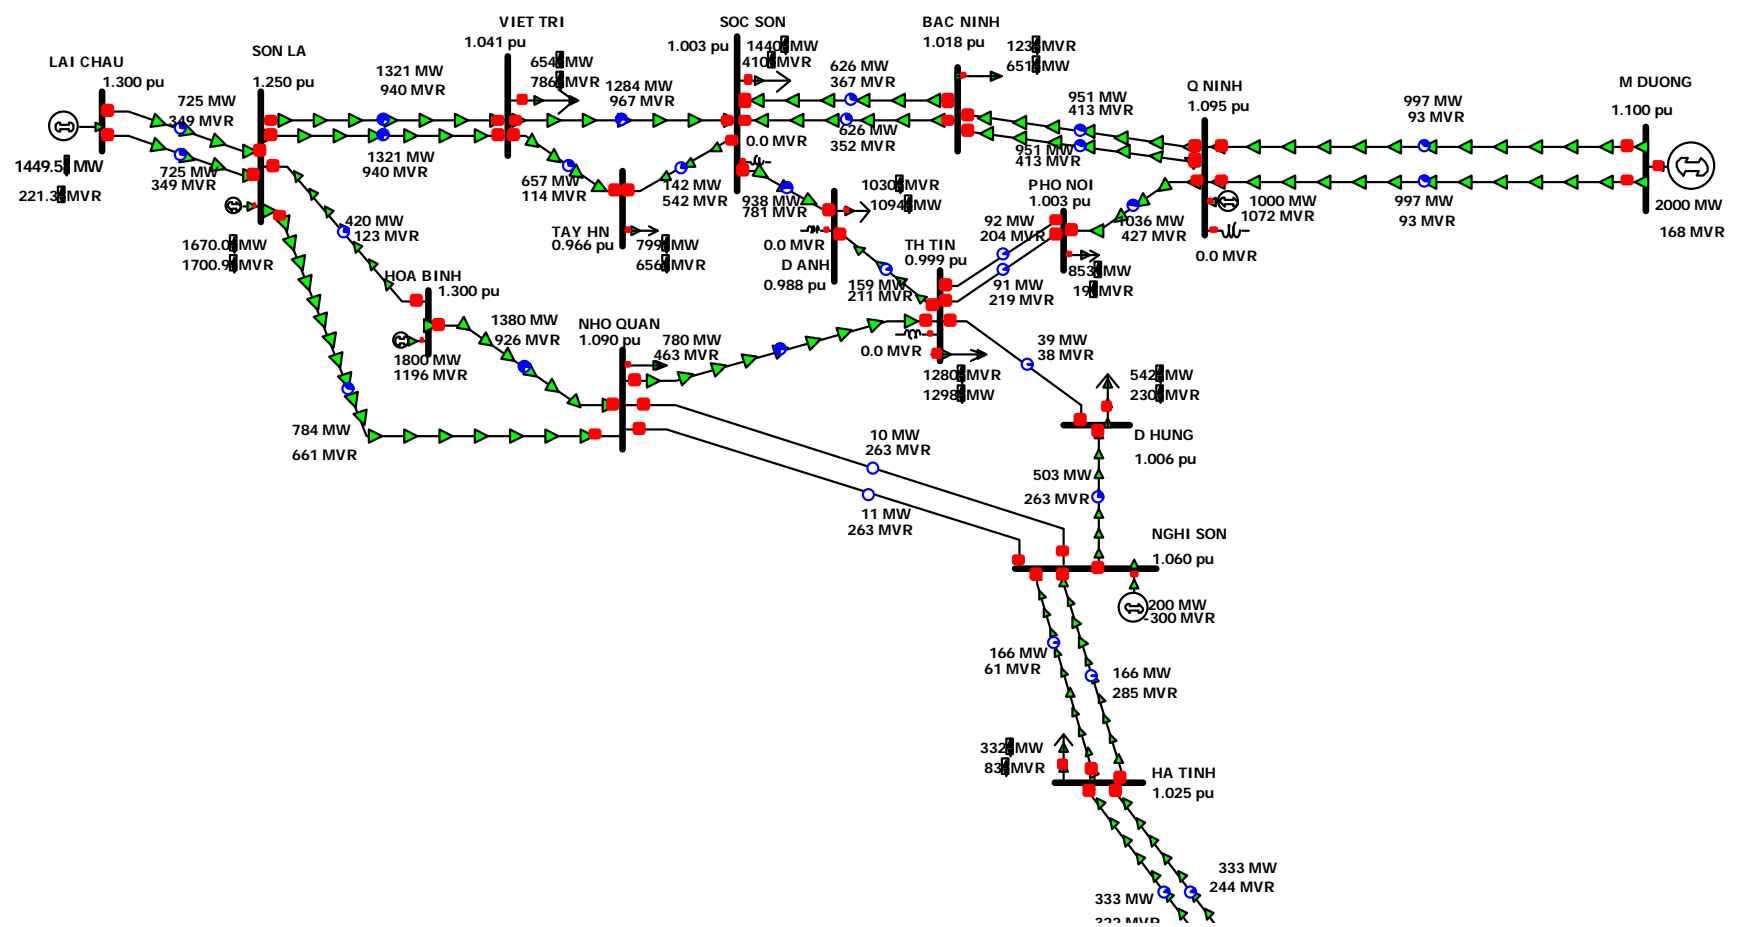 LAI CHAU
1.300 pu
1449.5 MW
221.3 MVR
725 MW
349 MVR
725 MW
349 MVR
SON LA
1.250 pu
1670.0 MW
1700.9 MVR
1321 MW
940 MVR
1321 MW
940 MVR
420 MW
123 MVR
784 MW
661 MVR
HOA BINH
1.300 pu
1800 MW
1196 MVR
1380 MW
926 MVR
VIET TRI
1.041 pu
654 MW
786 MVR
1284 MW
967 MVR
657 MW
114 MVR
TAY HN
0.966 pu
799 MW
656 MVR
142 MW
542 MVR
SOC SON
1.003 pu
1440 MW
410 MVR
0.0 MVR
938 MW
781 MVR
626 MW
367 MVR
626 MW
352 MVR
BAC NINH
1.018 pu
123 MVR
651 MW
951 MW
413 MVR
951 MW
413 MVR
Q NINH
1.095 pu
1000 MW
1072 MVR
0.0 MVR
997 MW
93 MVR
997 MW
93 MVR
M DUONG
1.100 pu
2000 MW
168 MVR
PHO NOI
1.003 pu
1036 MW
427 MVR
853 MW
19 MVR
92 MW
204 MVR
91 MW
219 MVR
D ANH
0.988 pu
1030 MVR
1094 MW
0.0 MVR
159 MW
211 MVR
TH TIN
0.999 pu
0.0 MVR
1280 MVR
1298 MW
NHO QUAN
1.090 pu
780 MW
463 MVR
39 MW
38 MVR
542 MW
230 MVR
D HUNG
1.006 pu
503 MW
263 MVR
10 MW
263 MVR
11 MW
263 MVR
NGHI SON
1.060 pu
200 MW
-300 MVR
166 MW
61 MVR
166 MW
285 MVR
332 MW
83 MVR
HA TINH
1.025 pu
333 MW
244 MVR
333 MW
322 MVR